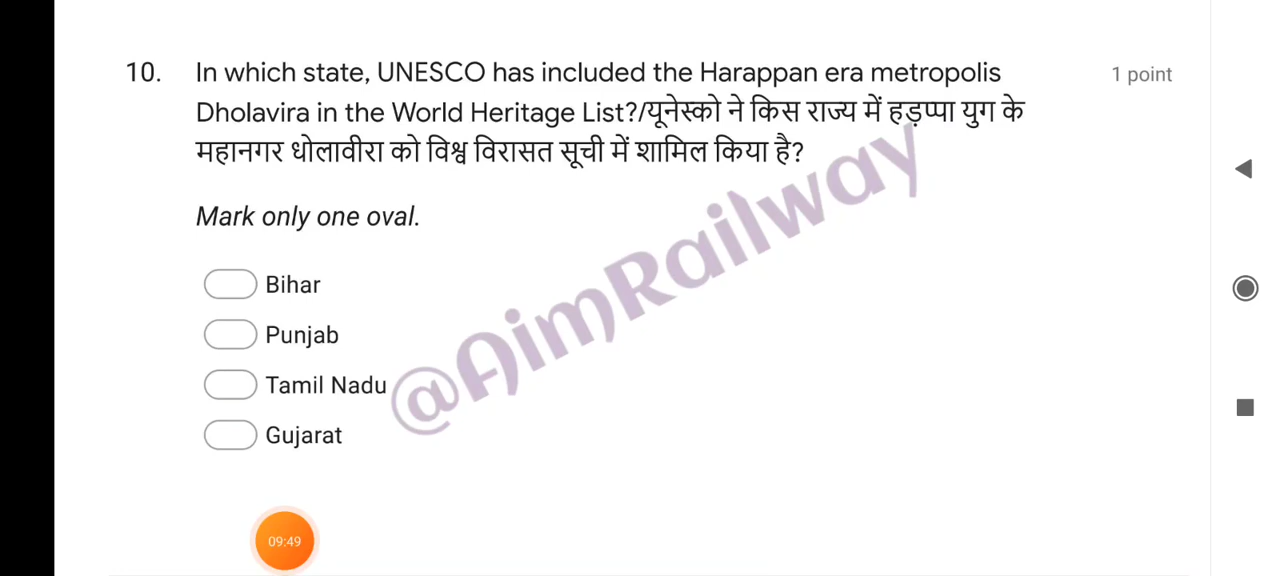 10. In which state, UNESCO has included the Harappan era metropolis 1 point
Dholavira in the World Heritage List?/यूनेस्को ने किस राज्य में हड़प्पा युग के
महानगर धोलावीरा को विश्व विरासत सूची में शामिल किया है?
Mark only one oval.
Bihar
Punjab
Tamil Nadu
Gujarat
@AimRailway
09:49